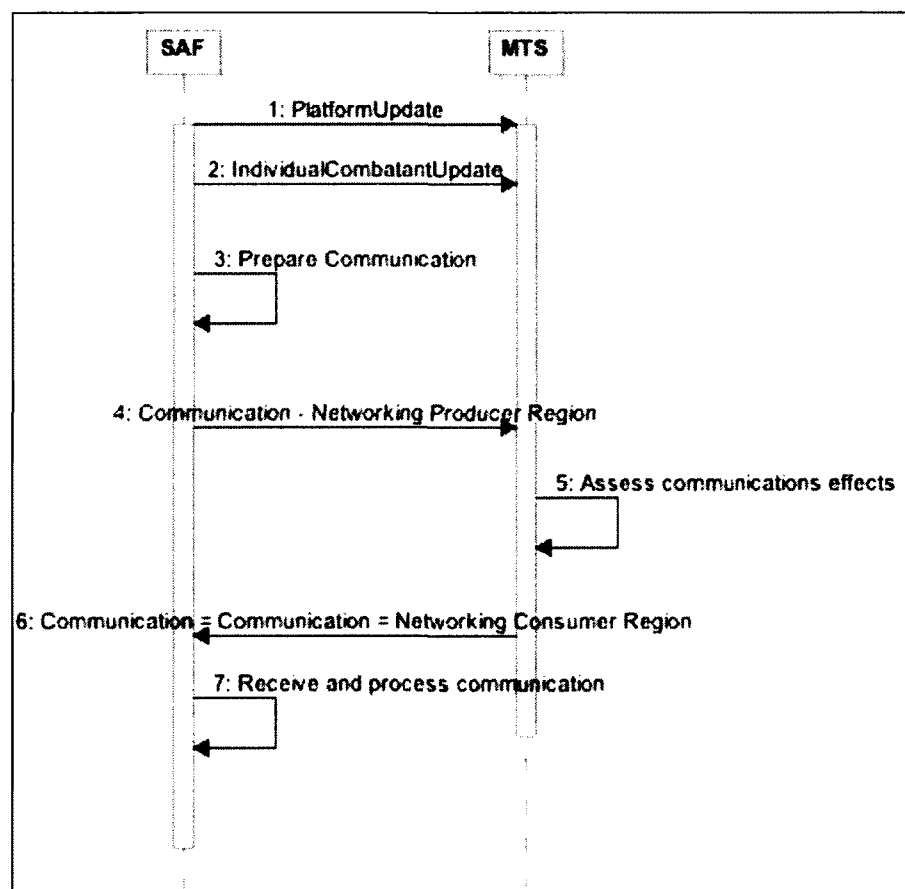 SAF
MTS
1: PlatformUpdate
2: IndividualCombatantUpdate
3: Prepare Communication
4: Communication - Networking Producer Region
5: Assess communications effects
6: Communication = Communication = Networking Consumer Region
7: Receive and process communication